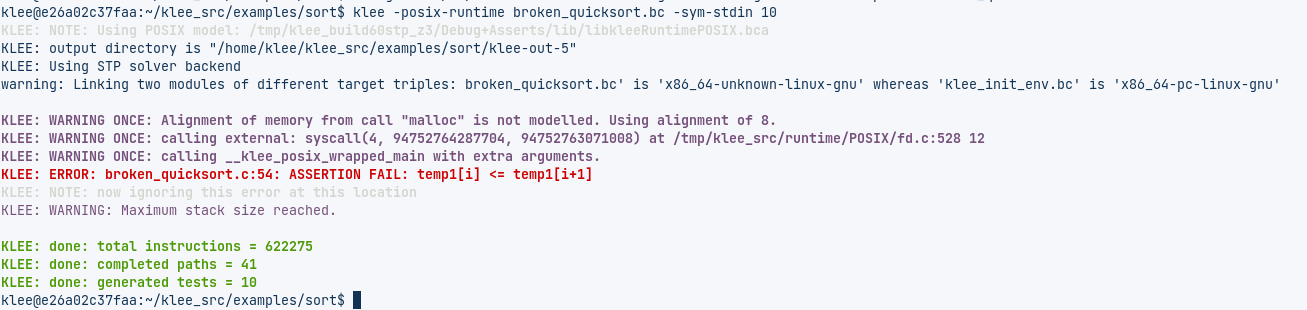 klee@e26a02c37faa:~/klee_src/examples/sort$ klee -posix-runtime broken_quicksort.bc -sym-stdin 10
KLEE: NOTE: Using POSIX model: /tmp/klee_build60stp_z3/Debug+Asserts/lib/libkleeRuntimePOSIX.bca
KLEE: output directory is "/home/klee/klee_src/examples/sort/klee-out-5"
KLEE: Using STP solver backend
warning: Linking two modules of different target triples: broken_quicksort.bc' is 'x86_64-unknown-linux-gnu' whereas 'klee_init_env.bc' is 'x86_64-pc-linux-gnu'
KLEE: WARNING ONCE: Alignment of memory from call "malloc" is not modelled. Using alignment of 8.
KLEE: WARNING ONCE: calling external: syscall(4, 94752764287704, 94752763071008) at /tmp/klee_src/runtime/POSIX/fd.c:528 12
KLEE: WARNING ONCE: calling __klee_posix_wrapped_main with extra arguments.
KLEE: ERROR: broken_quicksort.c:54: ASSERTION FAIL: temp1[i] <= temp1[i+1]
KLEE: NOTE: now ignoring this error at this location
KLEE: WARNING: Maximum stack size reached.
KLEE: done: total instructions = 622275
KLEE: done: completed paths = 41
KLEE: done: generated tests = 10
klee@e26a02c37faa:~/klee_src/examples/sort$